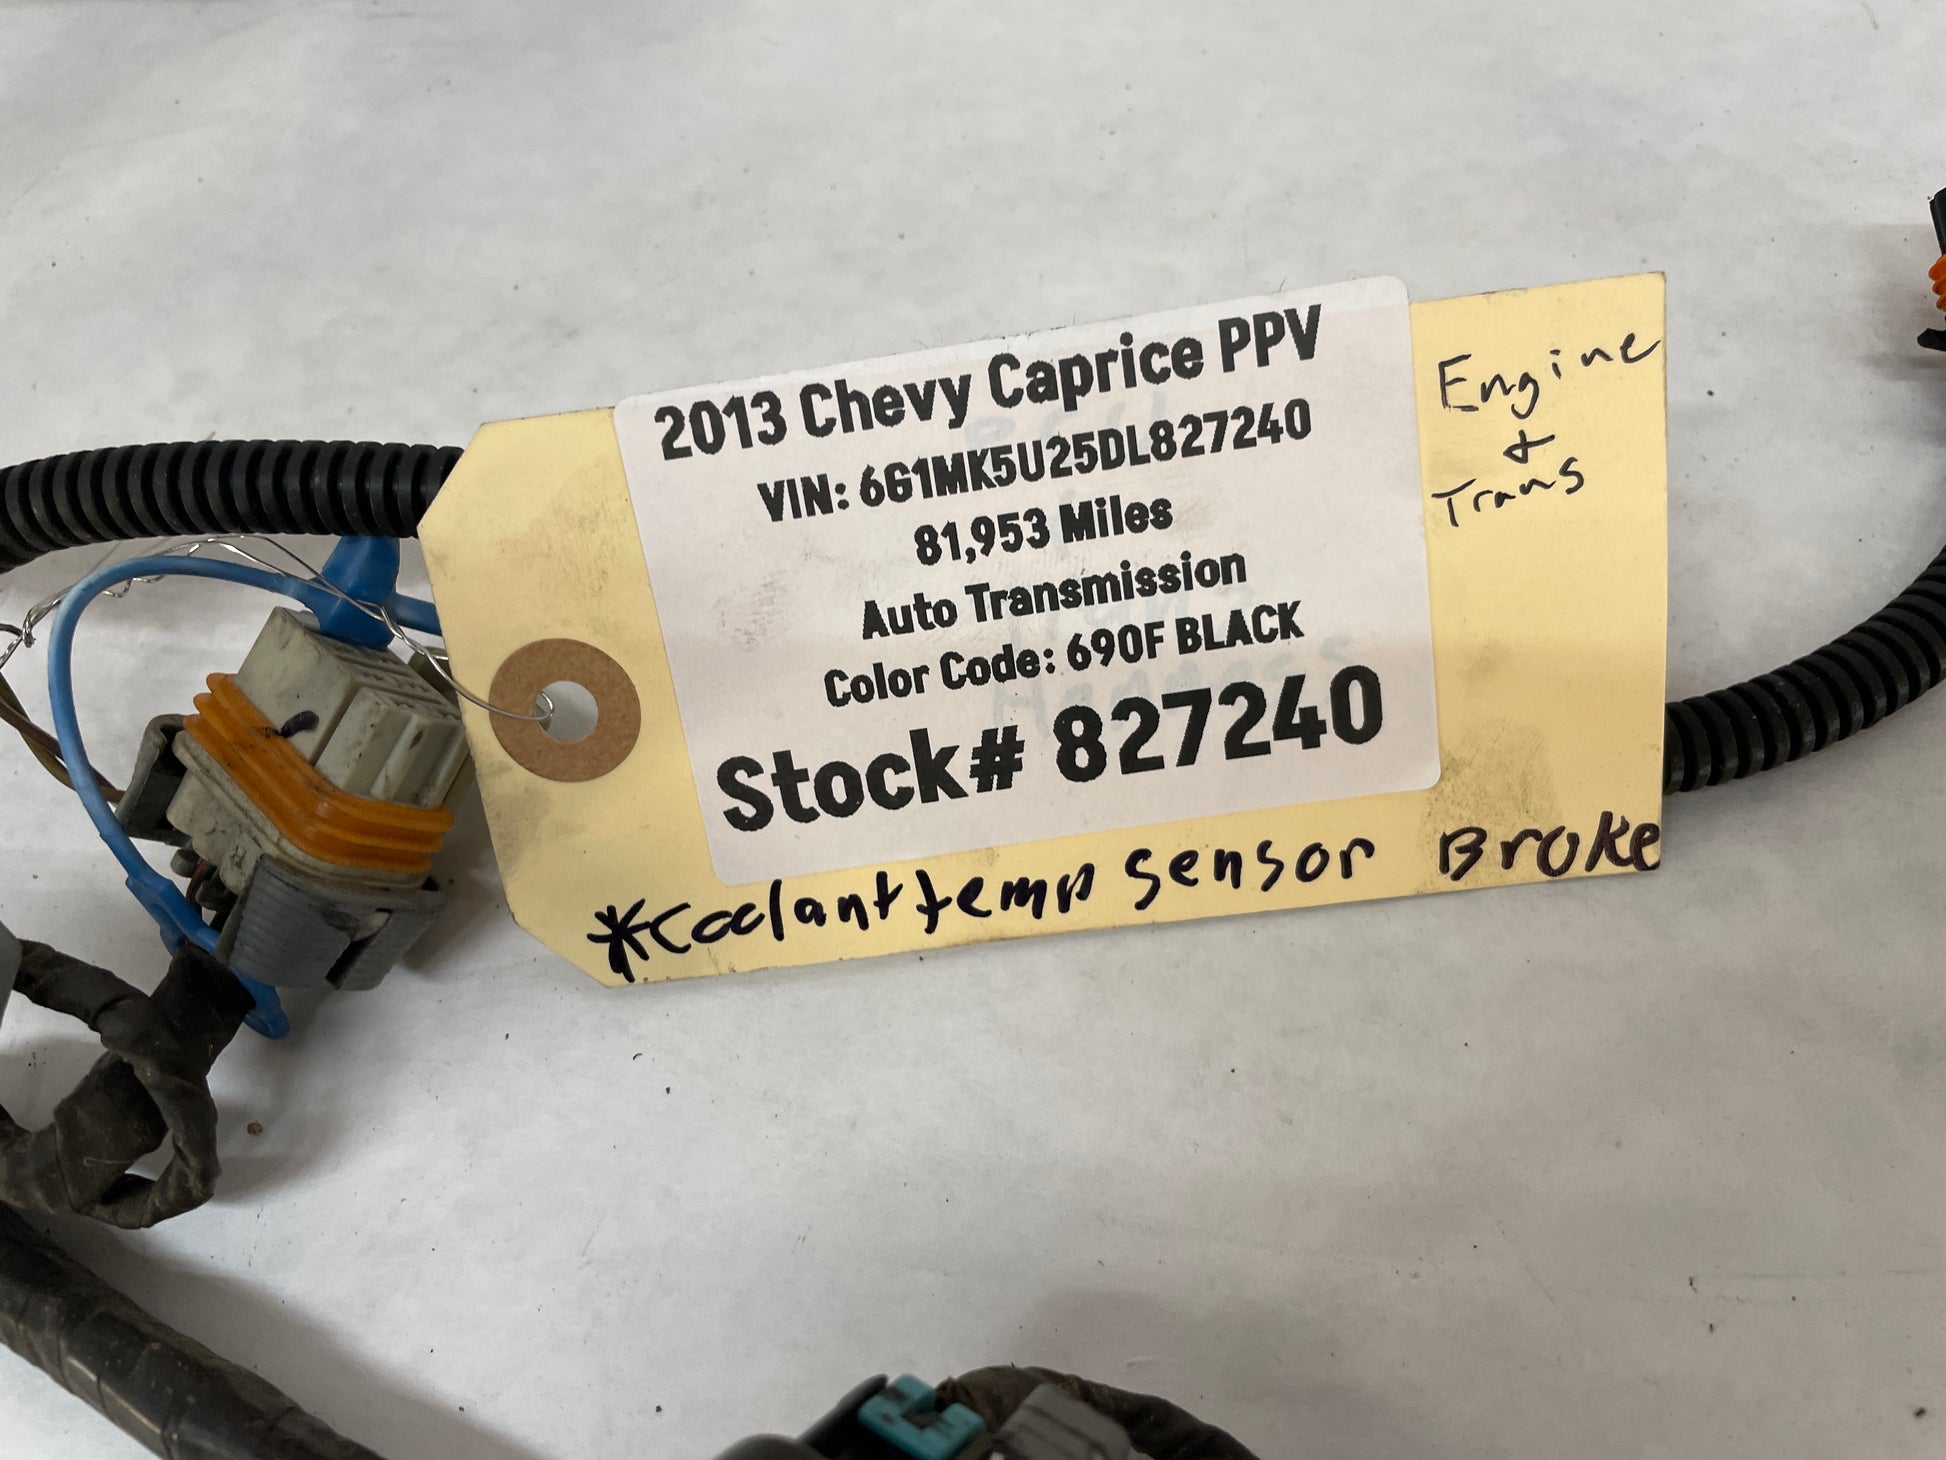 2013 Chevy Caprice PPV
VIN: 6G1MK5U25DL827240
81,953 Miles
Auto Transmission
Color Code: 690F BLACK
Stock# 827240
Engine
&
Trans
*Coolant temp sensor Broke